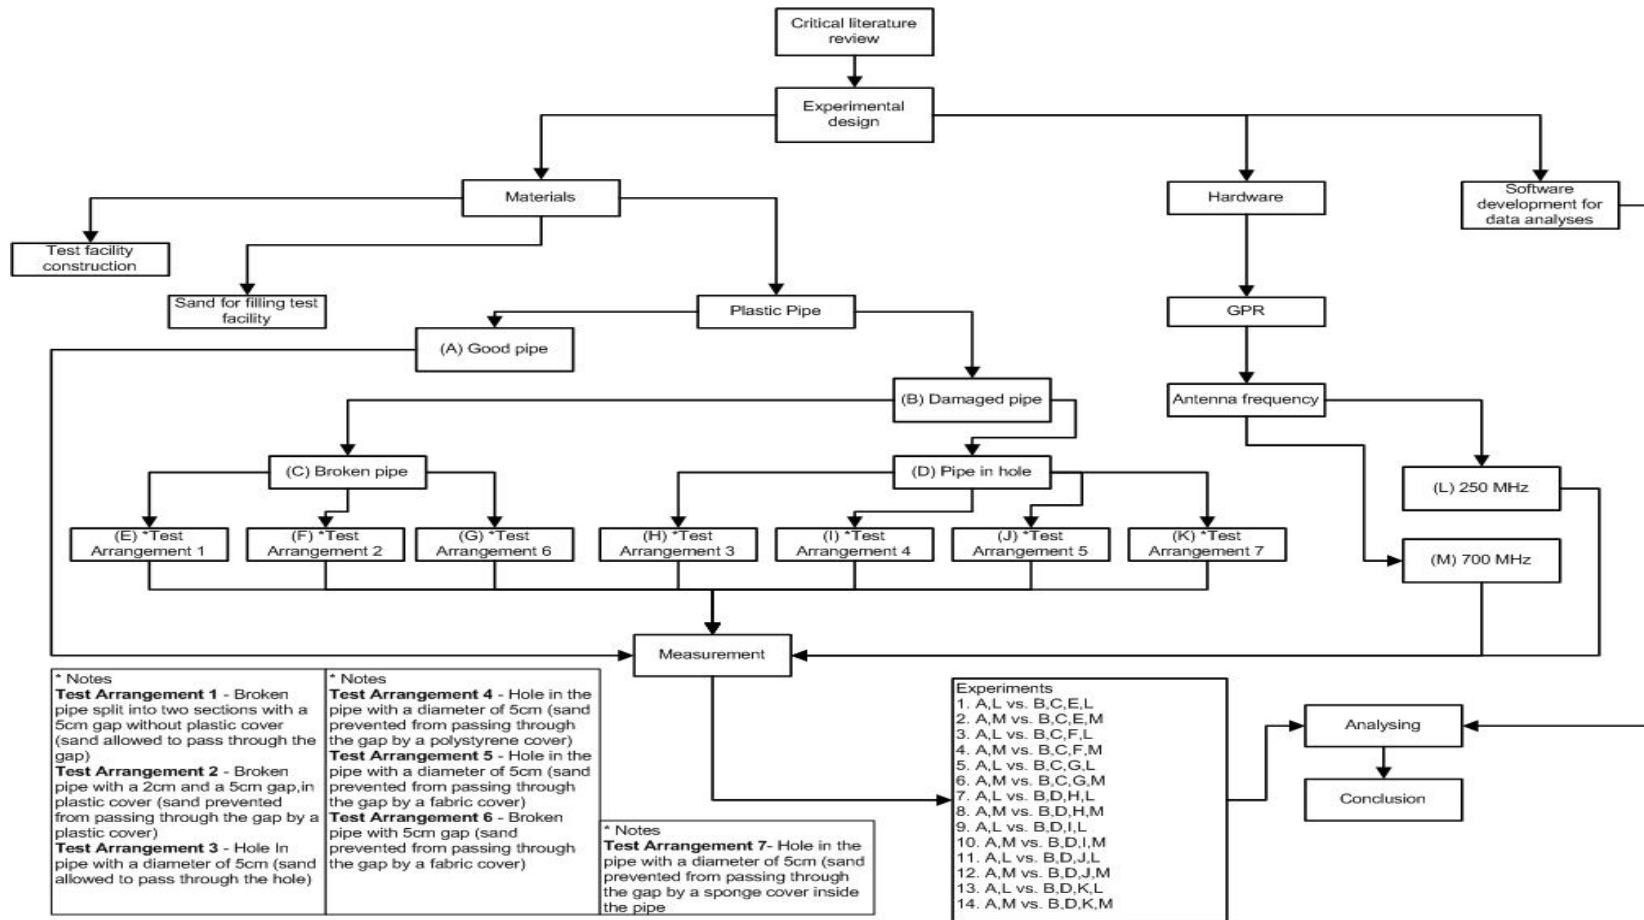 Critical literature
review
Experimental
design
Materials
Hardware
Software
development for
data analyses
Test facility
construction
Sand for filling test
facility
Plastic Pipe
GPR
(A) Good pipe
(B) Damaged pipe
Antenna frequency
(C) Broken pipe
(D) Pipe in hole
(L) 250 MHz
(E) *Test
Arrangement 1
(F) *Test
Arrangement 2
(G) *Test
Arrangement 6
(H) *Test
Arrangement 3
(I) *Test
Arrangement 4
(J) *Test
Arrangement 5
(K) *Test
Arrangement 7
(M) 700 MHz
Measurement
* Notes
Test Arrangement 1 - Broken
pipe split into two sections with a
5cm gap without plastic cover
(sand allowed to pass through the
gap)
Test Arrangement 2 - Broken
pipe with a 2cm and a 5cm gap,in
plastic cover (sand prevented
from passing through the gap by a
plastic cover)
Test Arrangement 3 - Hole In
pipe with a diameter of 5cm (sand
allowed to pass through the hole)
* Notes
Test Arrangement 4 - Hole in the
pipe with a diameter of 5cm (sand
prevented from passing through
the gap by a polystyrene cover)
Test Arrangement 5 - Hole in the
pipe with a diameter of 5cm (sand
prevented from passing through
the gap by a fabric cover)
Test Arrangement 6 - Broken
pipe with 5cm gap (sand
prevented from passing through
the gap by a fabric cover)
* Notes
Test Arrangement 7- Hole in the
pipe with a diameter of 5cm (sand
prevented from passing through
the gap by a sponge cover inside
the pipe
Experiments
1. A,L vs. B,C,E,L
2. A,M vs. B,C,E,M
3. A,L vs. B,C,F,L
4. A,M vs. B,C,F,M
5. A,L vs. B,C,G,L
6. A,M vs. B,C,G,M
7. A,L vs. B,D,H,L
8. A,M vs. B,D,H,M
9. A,L vs. B,D,I,L
10. A,M vs. B,D,I,M
11. A,L vs. B,D,J,L
12. A,M vs. B,D,J,M
13. A,L vs. B,D,K,L
14. A,M vs. B,D,K,M
Analysing
Conclusion